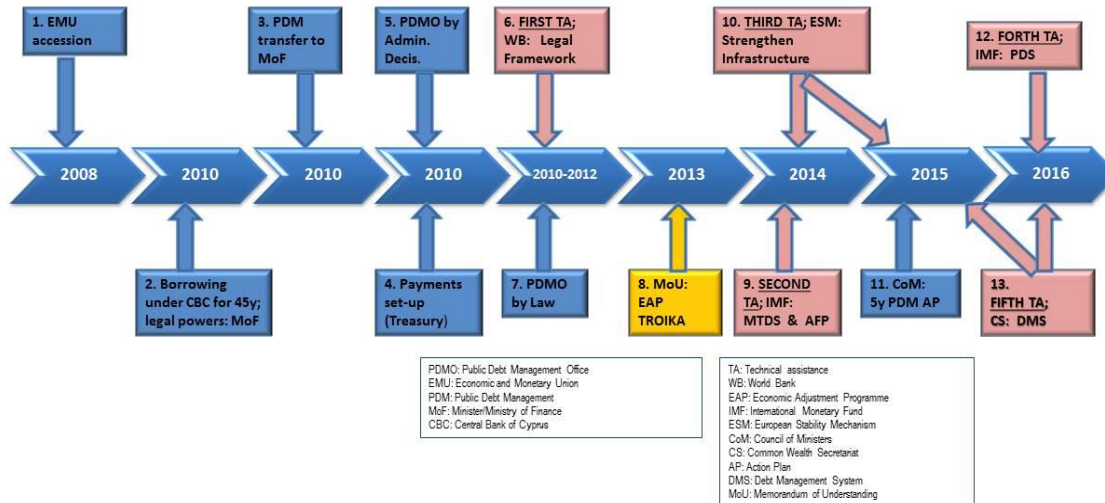 1. EMU
accession
3. PDM
transfer to
MoF
5. PDMO by
Admin.
Decis.
6. FIRST TA;
WB: Legal
Framework
10. THIRD TA; ESM:
Strengthen
Infrastructure
12. FORTH TA;
IMF: PDS
2008
2010
2010
2010
2010-2012
2013
2014
2015
2016
2. Borrowing
under CBC for 45y;
legal powers: MoF
4. Payments
set-up
(Treasury)
7. PDMO
by Law
8. MoU:
EAP
TROIKA
9. SECOND
TA; IMF:
MTDS & AFP
11. CoM:
5y PDM AP
13.
FIFTH TA;
CS: DMS
PDMO: Public Debt Management Office
EMU: Economic and Monetary Union
PDM: Public Debt Management
MoF: Minister/Ministry of Finance
CBC: Central Bank of Cyprus
TA: Technical assistance
WB: World Bank
EAP: Economic Adjustment Programme
IMF: International Monetary Fund
ESM: European Stability Mechanism
CoM: Council of Ministers
CS: Common Wealth Secretariat
AP: Action Plan
DMS: Debt Management System
MoU: Memorandum of Understanding